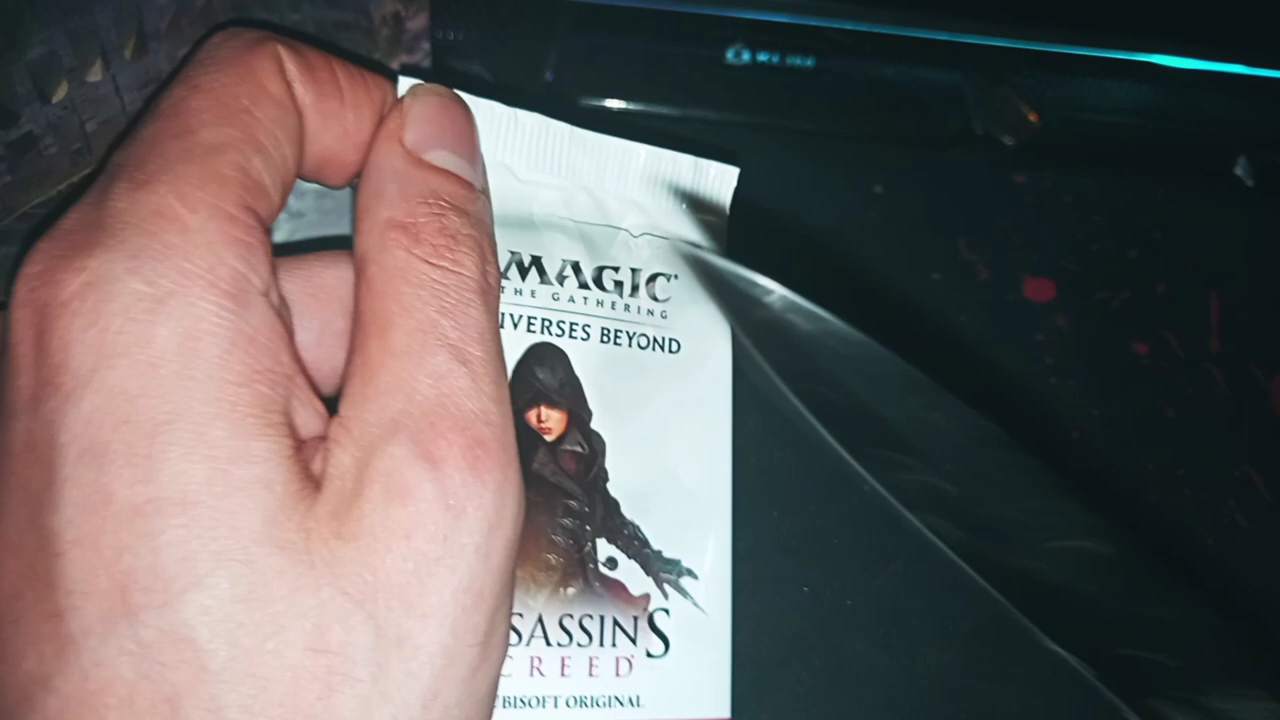 MAGIC
THE GATHERING
IVERSES BEYOND
SASSIN'S
CREED
BISOFT ORIGINAL